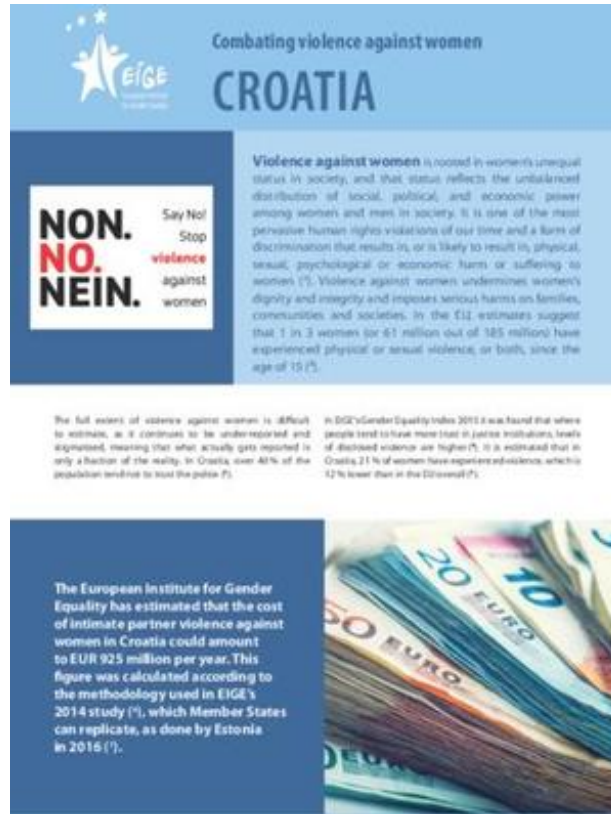 EIGE
Combating violence against women
CROATIA
NON.
NO.
NEIN.
Say No!
Stop
violence
against
women
Violence against women is rooted in women's unequal
status in society, and that status reflects the unbalanced
distribution of social, political, and economic power
among women and men in society. It is one of the most
pervasive human rights violations of our time and a form of
discrimination that results in, or is likely to result in, physical,
sexual, psychological or economic harm or suffering to
women. Violence against women undermines women's
dignity and integrity and imposes serious harms on families,
communities and societies. In the EU, estimates suggest
that 1 in 3 women (or 61 million out of 185 million) have
experienced physical or sexual violence, or both, since the
age of 15
The full extent of violence against women is difficult
to estimate, as it continues to be under-reported and
stigmatised, meaning that what actually gets reported is
only a fraction of the reality. In Croatia, over 40 % of the
population tend not to trust the police
In EIGE's Gender Equality Index 2015 it was found that where
people tend to have more trust in justice institutions, levels
of disclosed violence are higher. It is estimated that in
Croatia, 21 % of women have experienced violence, which is
12 % lower than in the EU overall
The European Institute for Gender
Equality has estimated that the cost
of intimate partner violence against
women in Croatia could amount
to EUR 925 million per year. This
figure was calculated according to
the methodology used in EIGE's
2014 study, which Member States
can replicate, as done by Estonia
in 2016
50 EURO
20 EURO
10
EURO